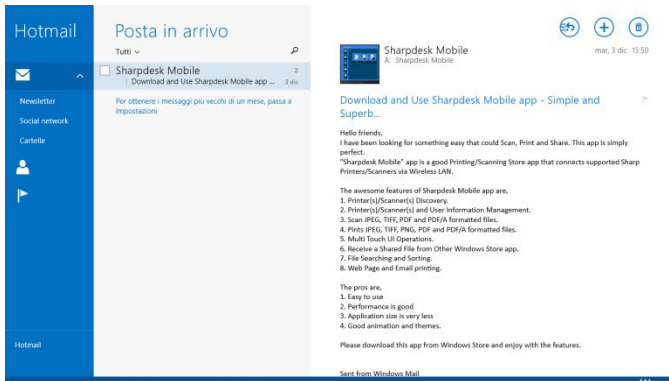 Hotmail
Newsletter
Social network
Cartelle
Hotmail
Posta in arrivo
Tutti
Sharpdesk Mobile 2
Download and Use Sharpdesk Mobile app ... 3 dic
Per ottenere i messaggi più vecchi di un mese, passa a
Impostazioni
Sharpdesk Mobile mar, 3 dic 15:50
A: Sharpdesk Mobile
Download and Use Sharpdesk Mobile app - Simple and
Superb...
Hello friends,
I have been looking for something easy that could Scan, Print and Share. This app is simply
perfect.
"Sharpdesk Mobile" app is a good Printing/Scanning Store app that connects supported Sharp
Printers/Scanners via Wireless LAN.
The awesome features of Sharpdesk Mobile app are,
1. Printer(s)/Scanner(s) Discovery.
2. Printer(s)/Scanner(s) and User Information Management.
3. Scan JPEG, TIFF, PDF and PDF/A formatted files.
4. Pints JPEG, TIFF, PNG, PDF and PDF/A formatted files.
5. Multi Touch UI Operations.
6. Receive a Shared File from Other Windows Store app.
7. File Searching and Sorting.
8. Web Page and Email printing.
The pros are,
1. Easy to use
2. Performance is good
3. Application size is very less
4. Good animation and themes.
Please download this app from Windows Store and enjoy with the features.
Sent from Windows Mail